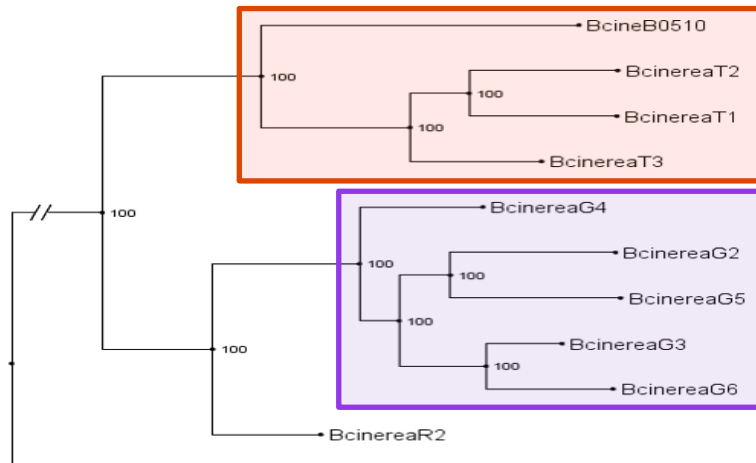 BcineB0510
BcinereaT2
100
100
BcinereaT1
100
BcinereaT3
BcinereaG4
100
BcinereaG2
100
100
BcinereaG5
100
BcinereaG3
100
100
BcinereaG6
BcinereaR2